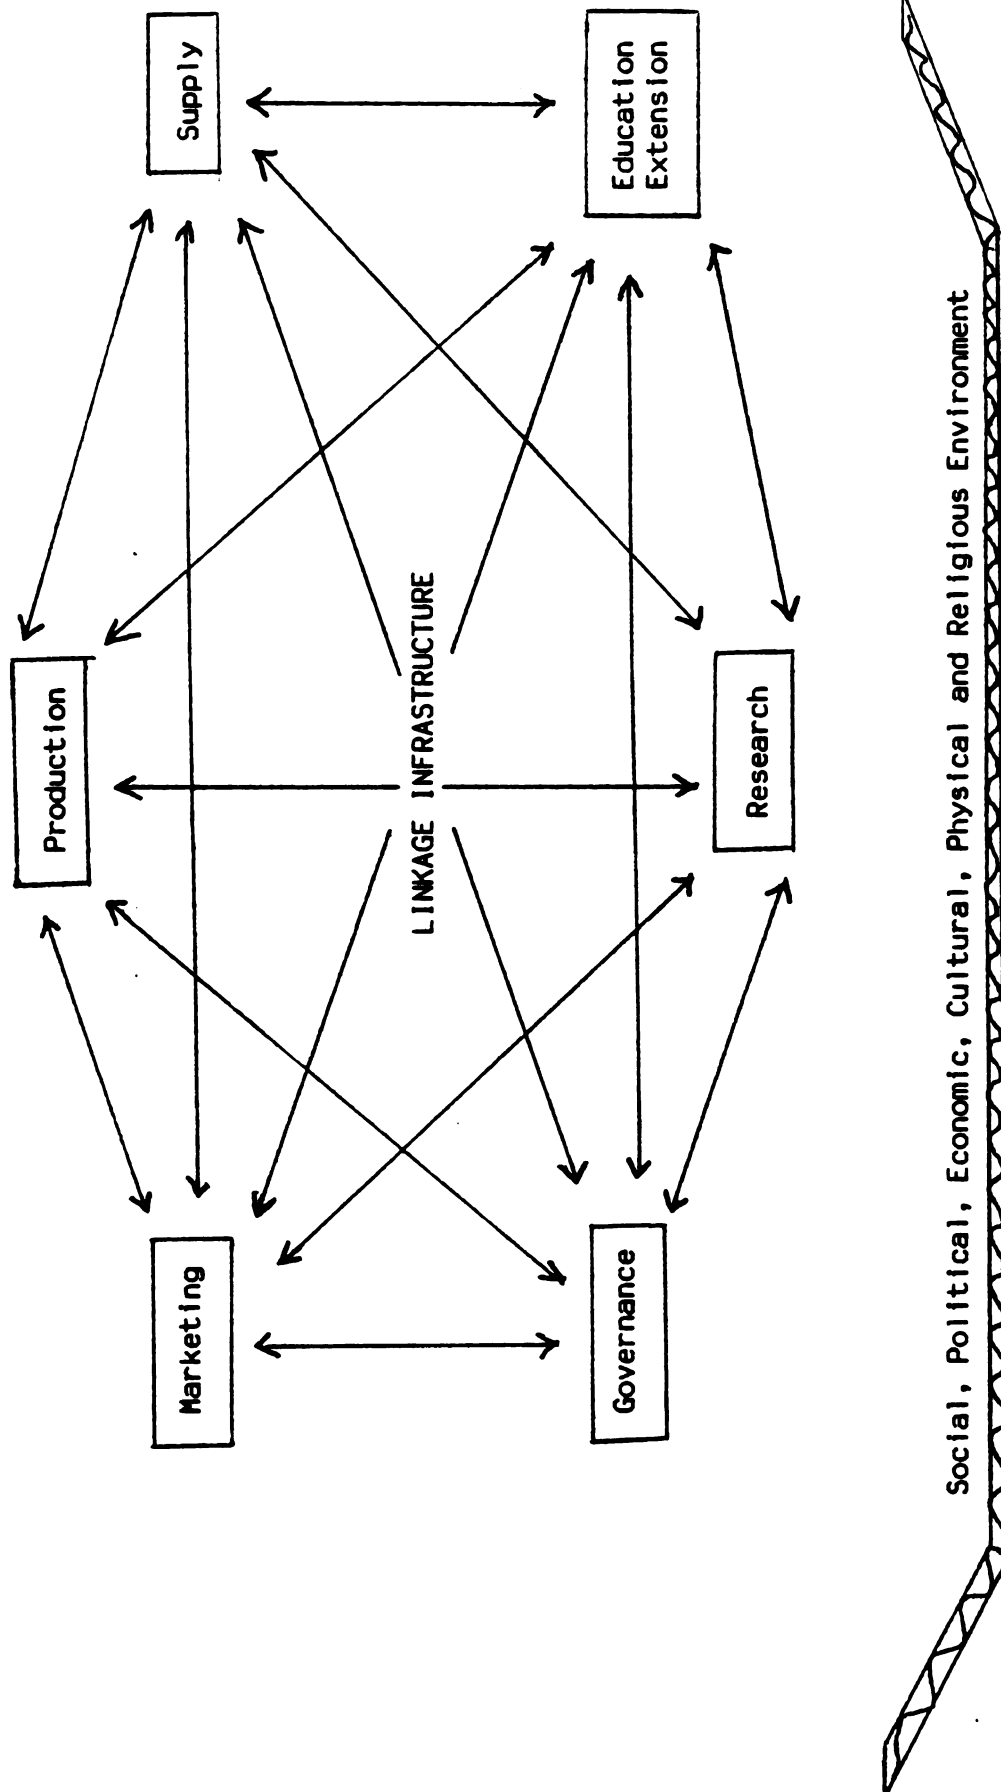 Production
Marketing
Supply
LINKAGE INFRASTRUCTURE
Governance
Education
Extension
Research
Social, Political, Economic, Cultural, Physical and Religious Environment